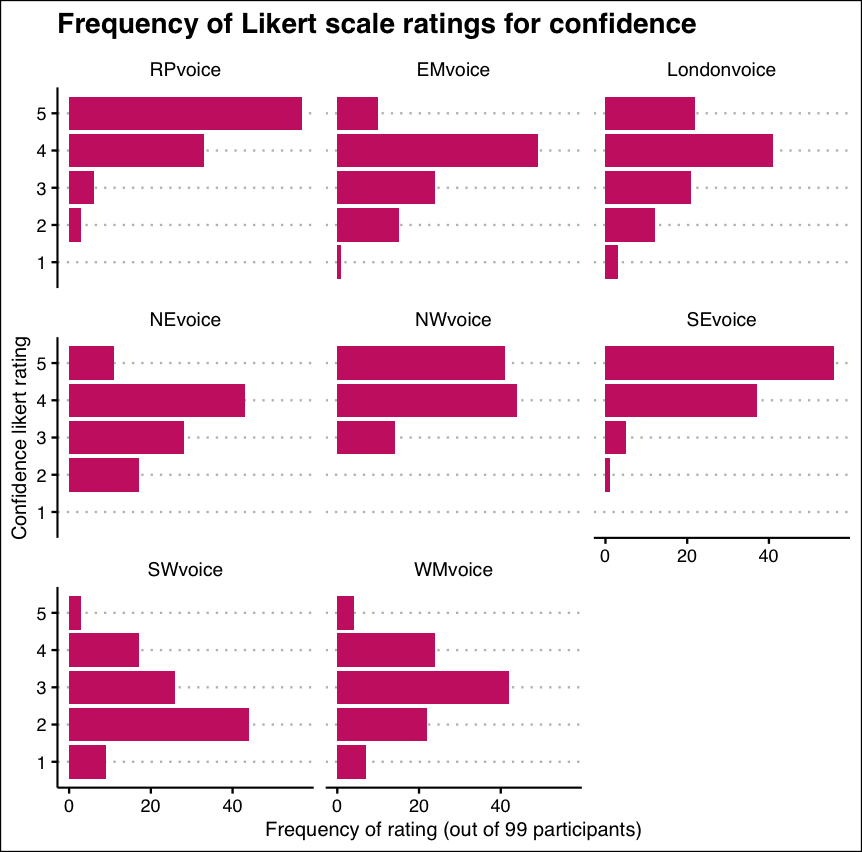 Frequency of Likert scale ratings for confidence
RPvoice EMvoice Londonvoice
5
4
3
2
1
NEvoice NWvoice SEvoice
5
4
3
2
1
0 20 40
SWvoice WMvoice
5
4
3
2
1
0 20 40 0 20 40
Confidence likert rating
Frequency of rating (out of 99 participants)